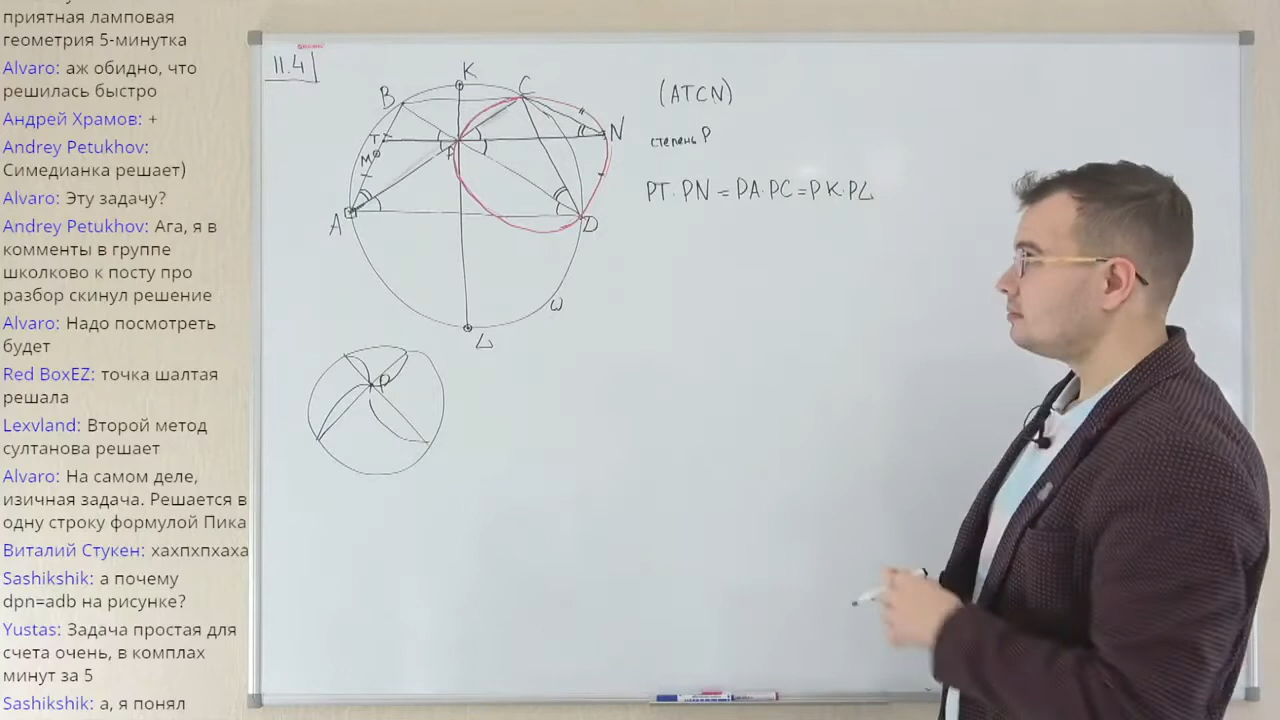 приятная ламповая
геометрия 5-минутка
Alvaro: аж обидно, что
решилась быстро
Андрей Храмов: +
Andrey Petukhov:
Симедианка решает)
Alvaro: Эту задачу?
Andrey Petukhov: Ага, я в
комменты в группе
школково к посту про
разбор скинул решение
Alvaro: Надо посмотреть
будет
Red BoxEZ: точка шалтая
решала
Lexvland: Второй метод
султанова решает
Alvaro: На самом деле,
изичная задача. Решается в
одну строку формулой Пика
Виталий Стукен: хахпхпхаха
Sashikshik: а почему
dpn=adb на рисунке?
Yustas: Задача простая для
счета очень, в комплах
минут за 5
Sashikshik: а, я понял
11.4
K
B
C
T
P
N
M
A
D
ω
L
P
(ATCN)
степень P
PT·PN = PA·PC = PK·PL